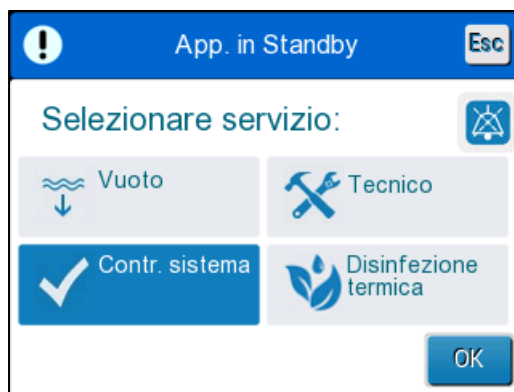 !
App. in Standby
Esc
Selezionare servizio:
Vuoto
Tecnico
Contr. sistema
Disinfezione
termica
OK